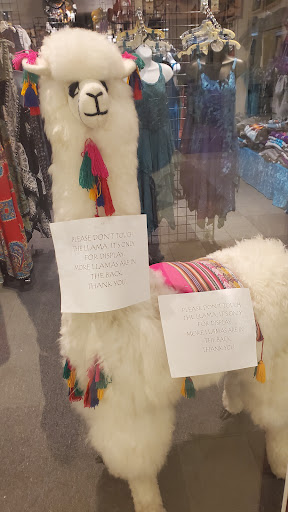 PLEASE DON'T TOUCH
THE LLAMA. IT'S ONLY
FOR DISPLAY
MORE LLAMAS ARE IN
THE BACK
THANK YOU
PLEASE DON'T TOUCH
THE LLAMA. IT'S ONLY
FOR DISPLAY
MORE LLAMAS ARE IN
THE BACK
THANK YOU